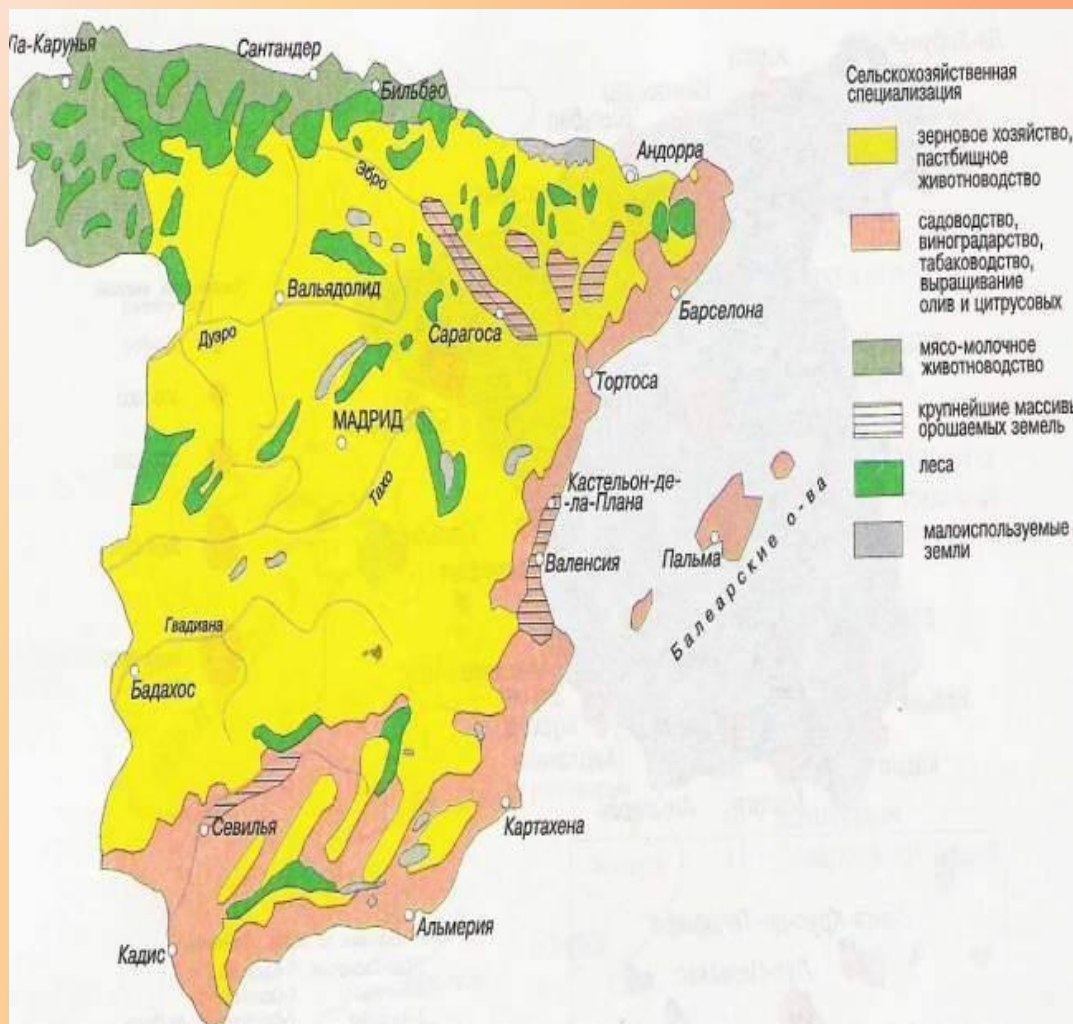 Ла-Карунья
Сантандер
Бильбао
Эбро
Андорра
Вальядолид
Дуэро
Сарагоса
Барселона
Тортоса
МАДРИД
Тахо
Кастельон-де-
-ла-Плана
Валенсия
Пальма
Балеарские о-ва
Гвадиана
Бадахос
Севилья
Картахена
Альмерия
Кадис
Сельскохозяйственная
специализация
зерновое хозяйство,
пастбищное
животноводство
садоводство,
виноградарство,
табаководство,
выращивание
олив и цитрусовых
мясо-молочное
животноводство
крупнейшие массивы
орошаемых земель
леса
малоиспользуемые
земли